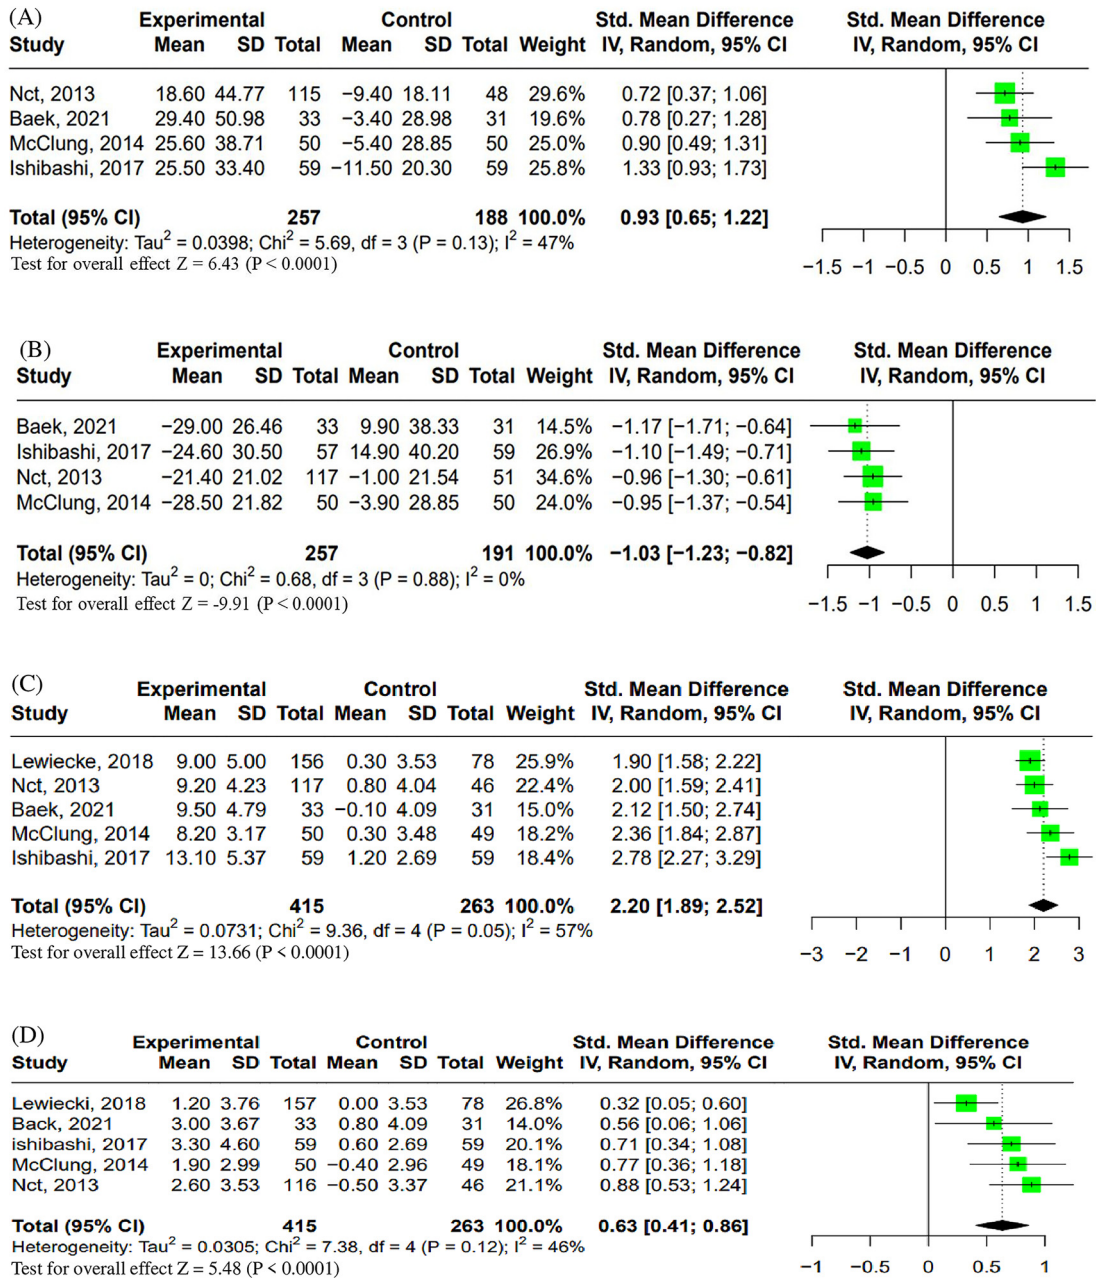 (A)
Experimental Control Std. Mean Difference Std. Mean Difference
Study Mean SD Total Mean SD Total Weight IV, Random, 95% CI IV, Random, 95% CI
Nct, 2013 18.60 44.77 115 −9.40 18.11 48 29.6% 0.72 [0.37; 1.06]
Baek, 2021 29.40 50.98 33 −3.40 28.98 31 19.6% 0.78 [0.27; 1.28]
McClung, 2014 25.60 38.71 50 −5.40 28.85 50 25.0% 0.90 [0.49; 1.31]
Ishibashi, 2017 25.50 33.40 59 −11.50 20.30 59 25.8% 1.33 [0.93; 1.73]
Total (95% CI) 257 188 100.0% 0.93 [0.65; 1.22]
Heterogeneity: Tau² = 0.0398; Chi² = 5.69, df = 3 (P = 0.13); I² = 47%
Test for overall effect Z = 6.43 (P < 0.0001)
−1.5 −1 −0.5 0 0.5 1 1.5
(B)
Experimental Control Std. Mean Difference Std. Mean Difference
Study Mean SD Total Mean SD Total Weight IV, Random, 95% CI IV, Random, 95% CI
Baek, 2021 −29.00 26.46 33 9.90 38.33 31 14.5% −1.17 [−1.71; −0.64]
Ishibashi, 2017 −24.60 30.50 57 14.90 40.20 59 26.9% −1.10 [−1.49; −0.71]
Nct, 2013 −21.40 21.02 117 −1.00 21.54 51 34.6% −0.96 [−1.30; −0.61]
McClung, 2014 −28.50 21.82 50 −3.90 28.85 50 24.0% −0.95 [−1.37; −0.54]
Total (95% CI) 257 191 100.0% −1.03 [−1.23; −0.82]
Heterogeneity: Tau² = 0; Chi² = 0.68, df = 3 (P = 0.88); I² = 0%
Test for overall effect Z = -9.91 (P < 0.0001)
−1.5 −1 −0.5 0 0.5 1 1.5
(C)
Experimental Control Std. Mean Difference Std. Mean Difference
Study Mean SD Total Mean SD Total Weight IV, Random, 95% CI IV, Random, 95% CI
Lewiecke, 2018 9.00 5.00 156 0.30 3.53 78 25.9% 1.90 [1.58; 2.22]
Nct, 2013 9.20 4.23 117 0.80 4.04 46 22.4% 2.00 [1.59; 2.41]
Baek, 2021 9.50 4.79 33 −0.10 4.09 31 15.0% 2.12 [1.50; 2.74]
McClung, 2014 8.20 3.17 50 0.30 3.48 49 18.2% 2.36 [1.84; 2.87]
Ishibashi, 2017 13.10 5.37 59 1.20 2.69 59 18.4% 2.78 [2.27; 3.29]
Total (95% CI) 415 263 100.0% 2.20 [1.89; 2.52]
Heterogeneity: Tau² = 0.0731; Chi² = 9.36, df = 4 (P = 0.05); I² = 57%
Test for overall effect Z = 13.66 (P < 0.0001)
−3 −2 −1 0 1 2 3
(D)
Experimental Control Std. Mean Difference Std. Mean Difference
Study Mean SD Total Mean SD Total Weight IV, Random, 95% CI IV, Random, 95% CI
Lewiecki, 2018 1.20 3.76 157 0.00 3.53 78 26.8% 0.32 [0.05; 0.60]
Back, 2021 3.00 3.67 33 0.80 4.09 31 14.0% 0.56 [0.06; 1.06]
ishibashi, 2017 3.30 4.60 59 0.60 2.69 59 20.1% 0.71 [0.34; 1.08]
McClung, 2014 1.90 2.99 50 −0.40 2.96 49 18.1% 0.77 [0.36; 1.18]
Nct, 2013 2.60 3.53 116 −0.50 3.37 46 21.1% 0.88 [0.53; 1.24]
Total (95% CI) 415 263 100.0% 0.63 [0.41; 0.86]
Heterogeneity: Tau² = 0.0305; Chi² = 7.38, df = 4 (P = 0.12); I² = 46%
Test for overall effect Z = 5.48 (P < 0.0001)
−1 −0.5 0 0.5 1